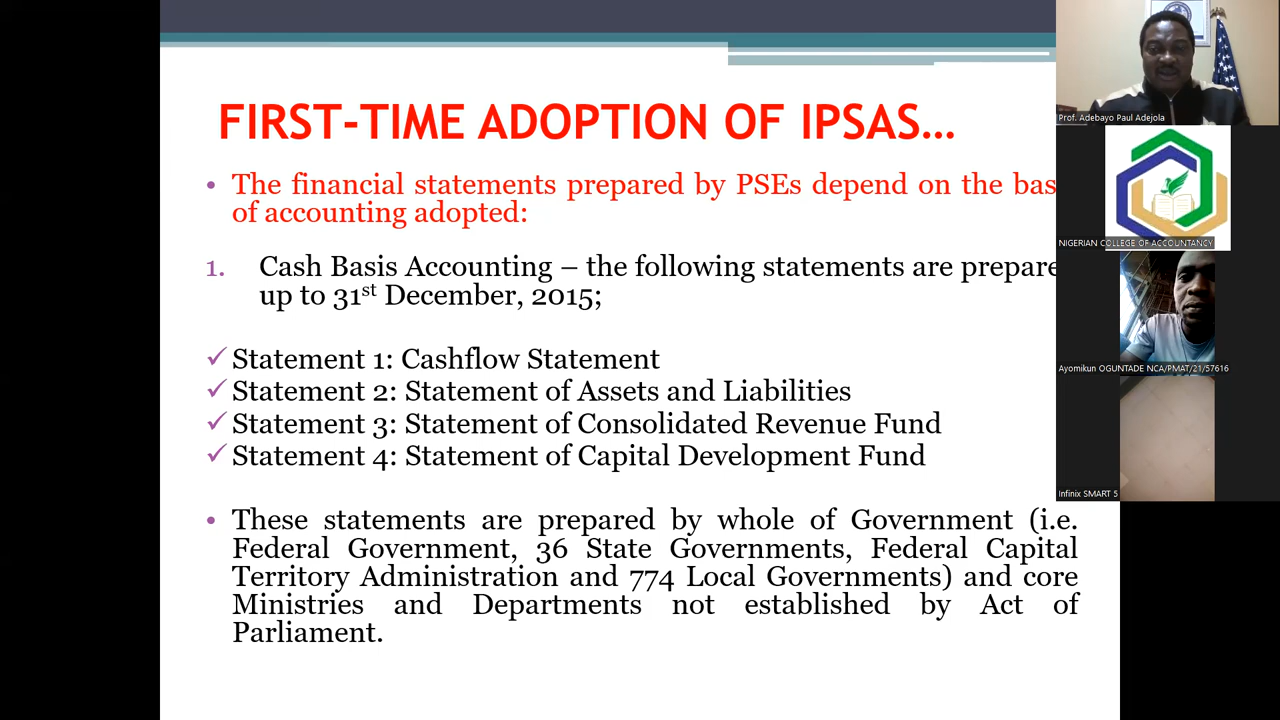 FIRST-TIME ADOPTION OF IPSAS...
• The financial statements prepared by PSEs depend on the bas
of accounting adopted:
1. Cash Basis Accounting – the following statements are prepare
up to 31st December, 2015;
✓ Statement 1: Cashflow Statement
✓ Statement 2: Statement of Assets and Liabilities
✓ Statement 3: Statement of Consolidated Revenue Fund
✓ Statement 4: Statement of Capital Development Fund
• These statements are prepared by whole of Government (i.e.
Federal Government, 36 State Governments, Federal Capital
Territory Administration and 774 Local Governments) and core
Ministries and Departments not established by Act of
Parliament.
Prof. Adebayo Paul Adejola
NIGERIAN COLLEGE OF ACCOUNTANCY
Ayomikun OGUNTADE NCA/PMAT/21/57616
Infinix SMART 5